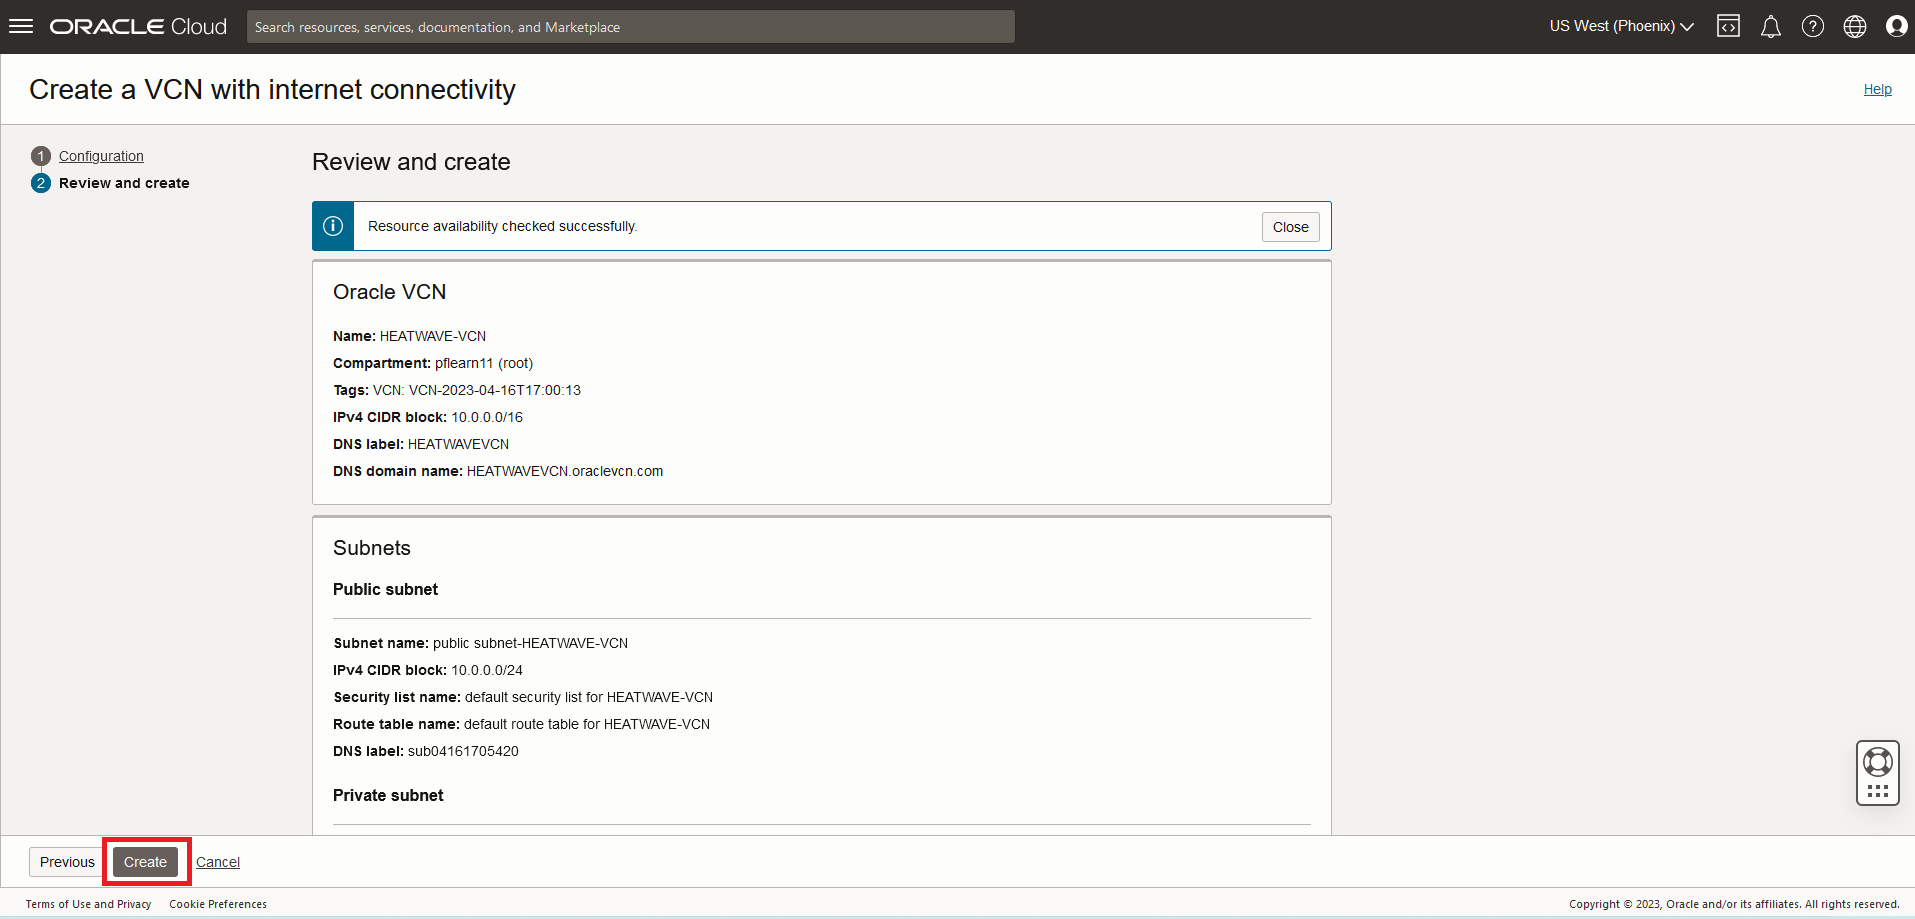 ORACLE Cloud
Search resources, services, documentation, and Marketplace
US West (Phoenix)
Create a VCN with internet connectivity
Help
1 Configuration
2 Review and create
Review and create
Resource availability checked successfully.
Close
Oracle VCN
Name: HEATWAVE-VCN
Compartment: pflearn11 (root)
Tags: VCN: VCN-2023-04-16T17:00:13
IPv4 CIDR block: 10.0.0.0/16
DNS label: HEATWAVEVCN
DNS domain name: HEATWAVEVCN.oraclevcn.com
Subnets
Public subnet
Subnet name: public subnet-HEATWAVE-VCN
IPv4 CIDR block: 10.0.0.0/24
Security list name: default security list for HEATWAVE-VCN
Route table name: default route table for HEATWAVE-VCN
DNS label: sub04161705420
Private subnet
Previous Create Cancel
Terms of Use and Privacy Cookie Preferences
Copyright © 2023, Oracle and/or its affiliates. All rights reserved.